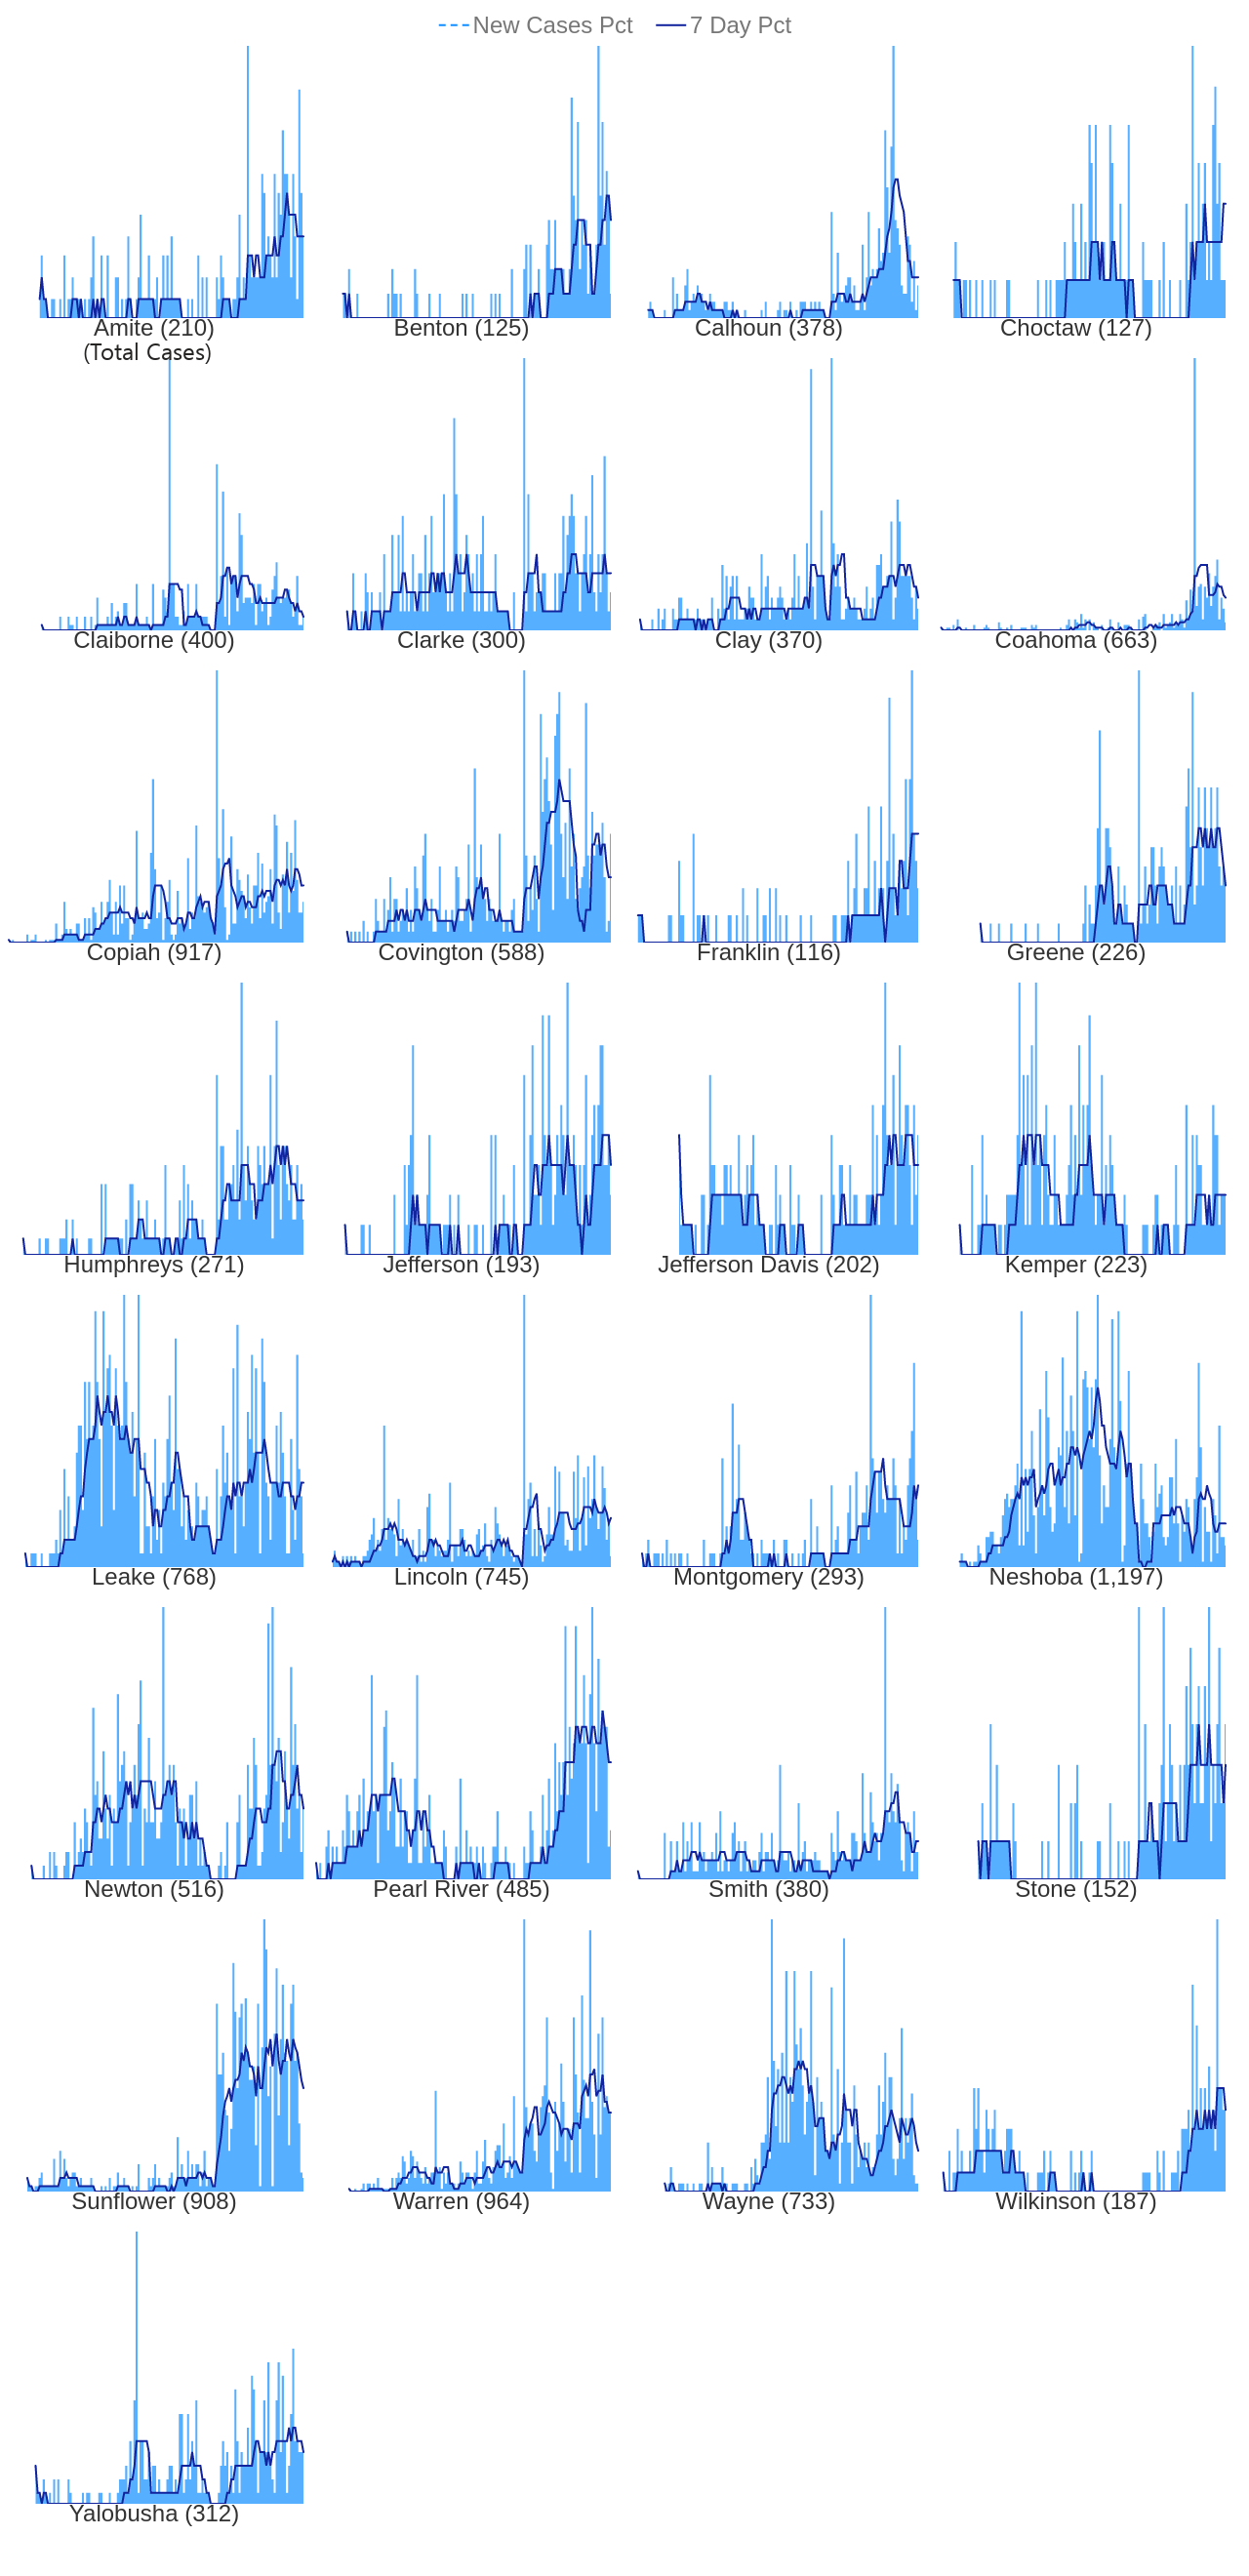 New Cases Pct 7 Day Pct
Amite (210) Benton (125) Calhoun (378) Choctaw (127)
(Total Cases)
Claiborne (400) Clarke (300) Clay (370) Coahoma (663)
Copiah (917) Covington (588) Franklin (116) Greene (226)
Humphreys (271) Jefferson (193) Jefferson Davis (202) Kemper (223)
Leake (768) Lincoln (745) Montgomery (293) Neshoba (1,197)
Newton (516) Pearl River (485) Smith (380) Stone (152)
Sunflower (908) Warren (964) Wayne (733) Wilkinson (187)
Yalobusha (312)